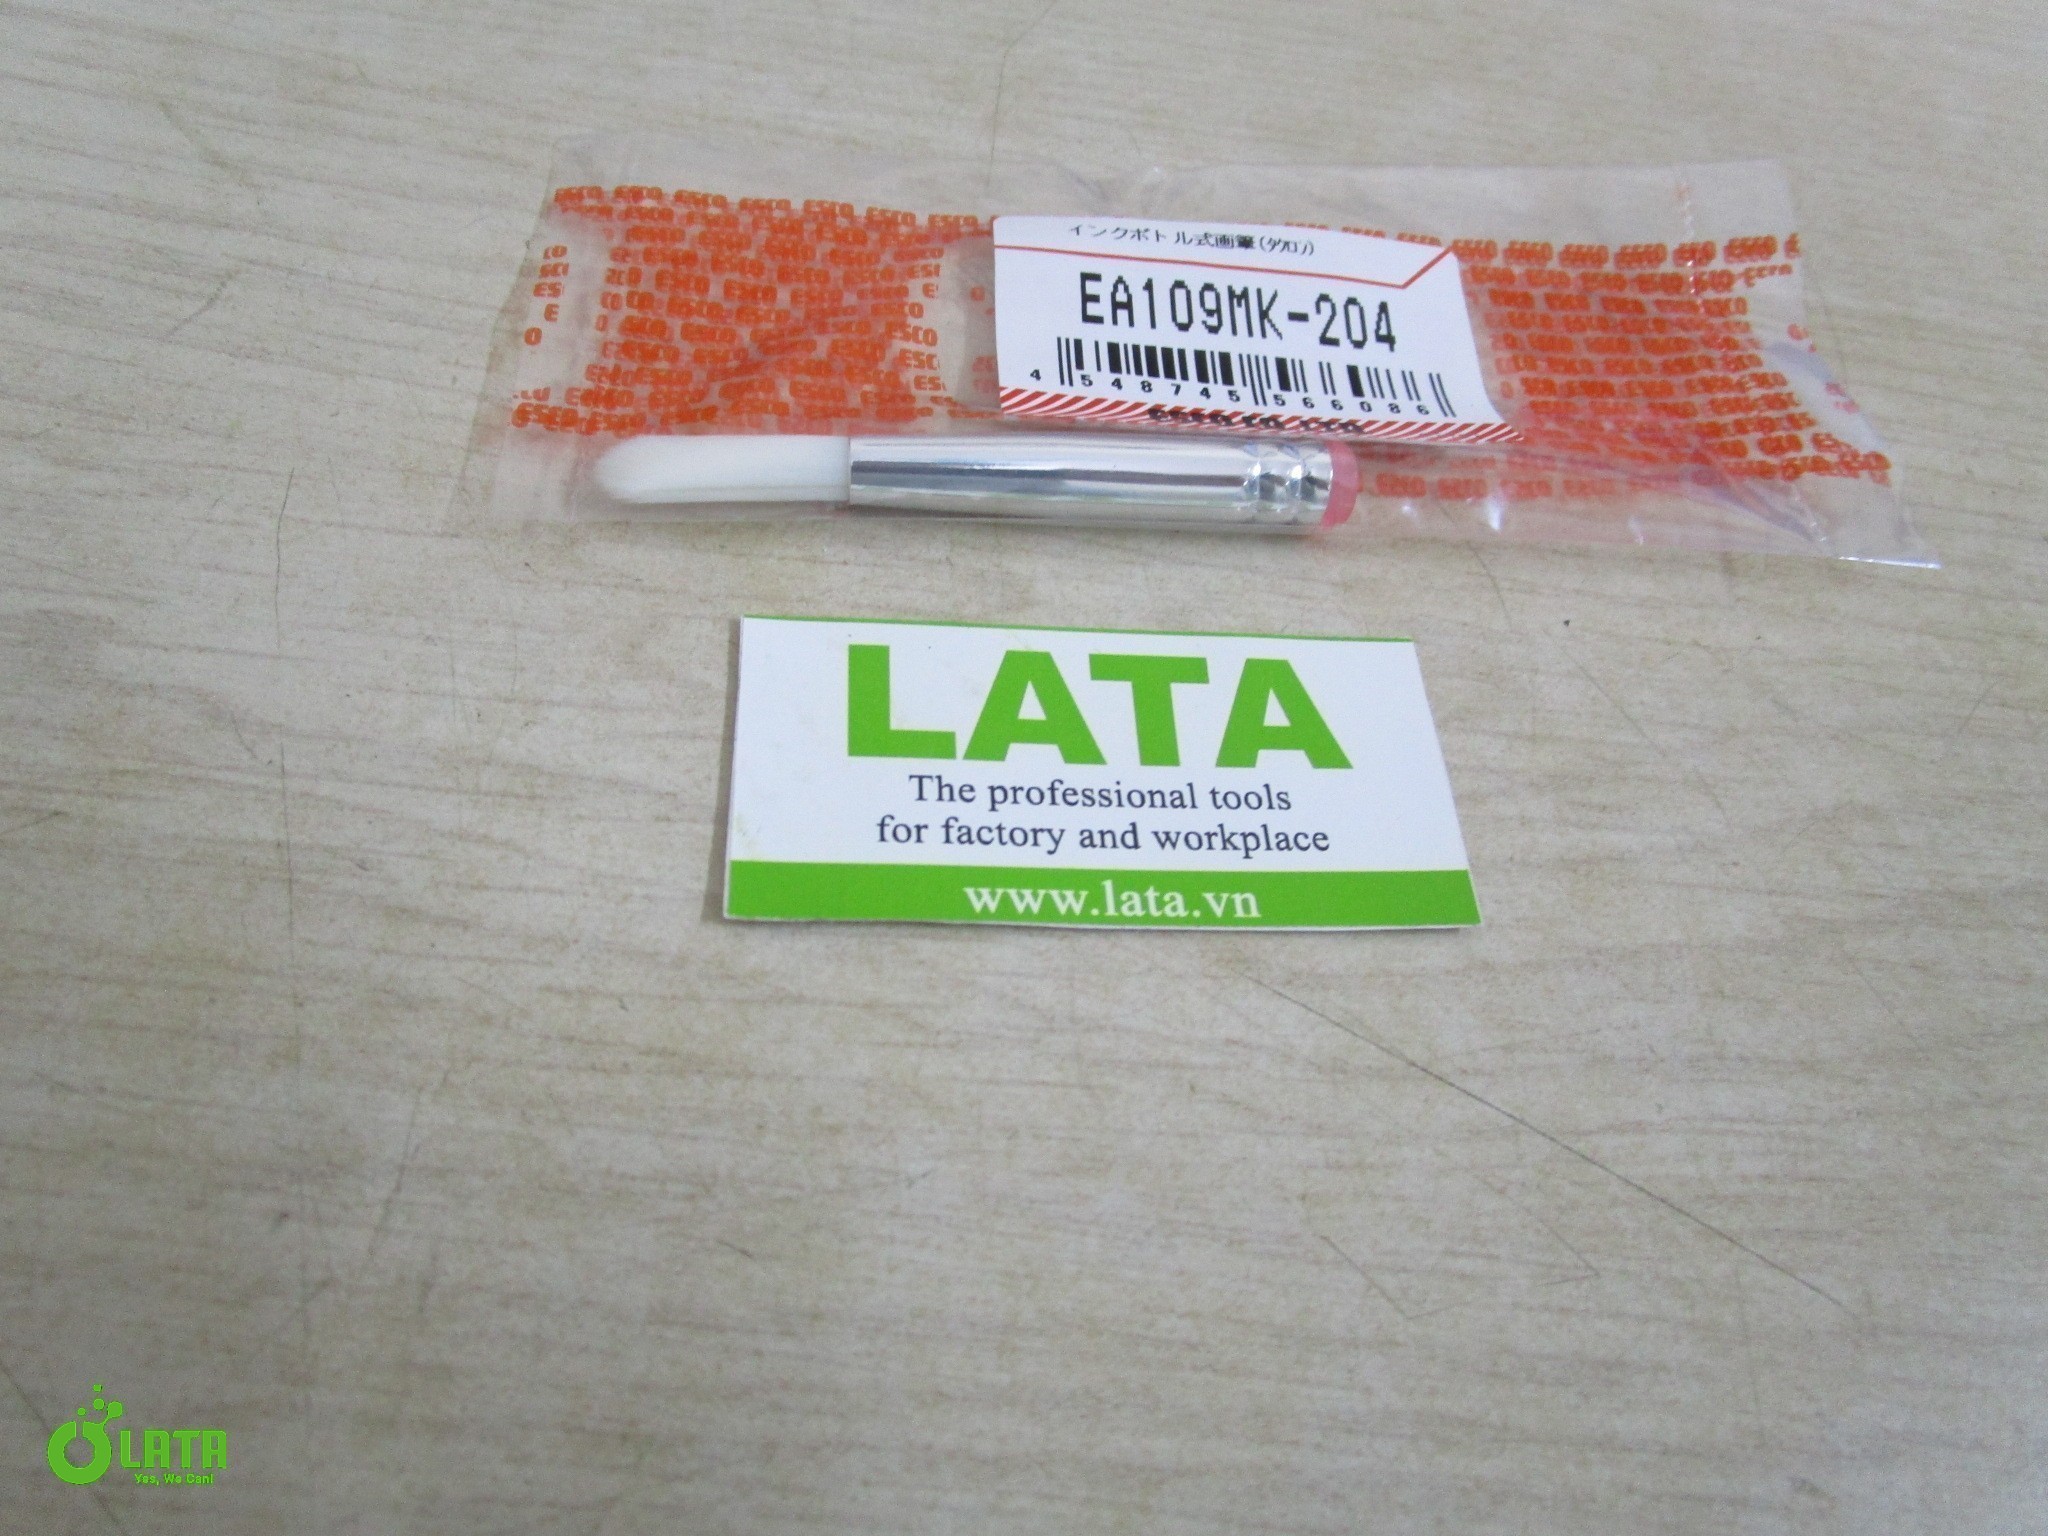 インクボトル式画筆(ﾀｸﾛﾝ)
EA109MK-204
4 548745 566086
LATA
The professional tools
for factory and workplace
www.lata.vn
LATA
Yes, We Can!
ESCO